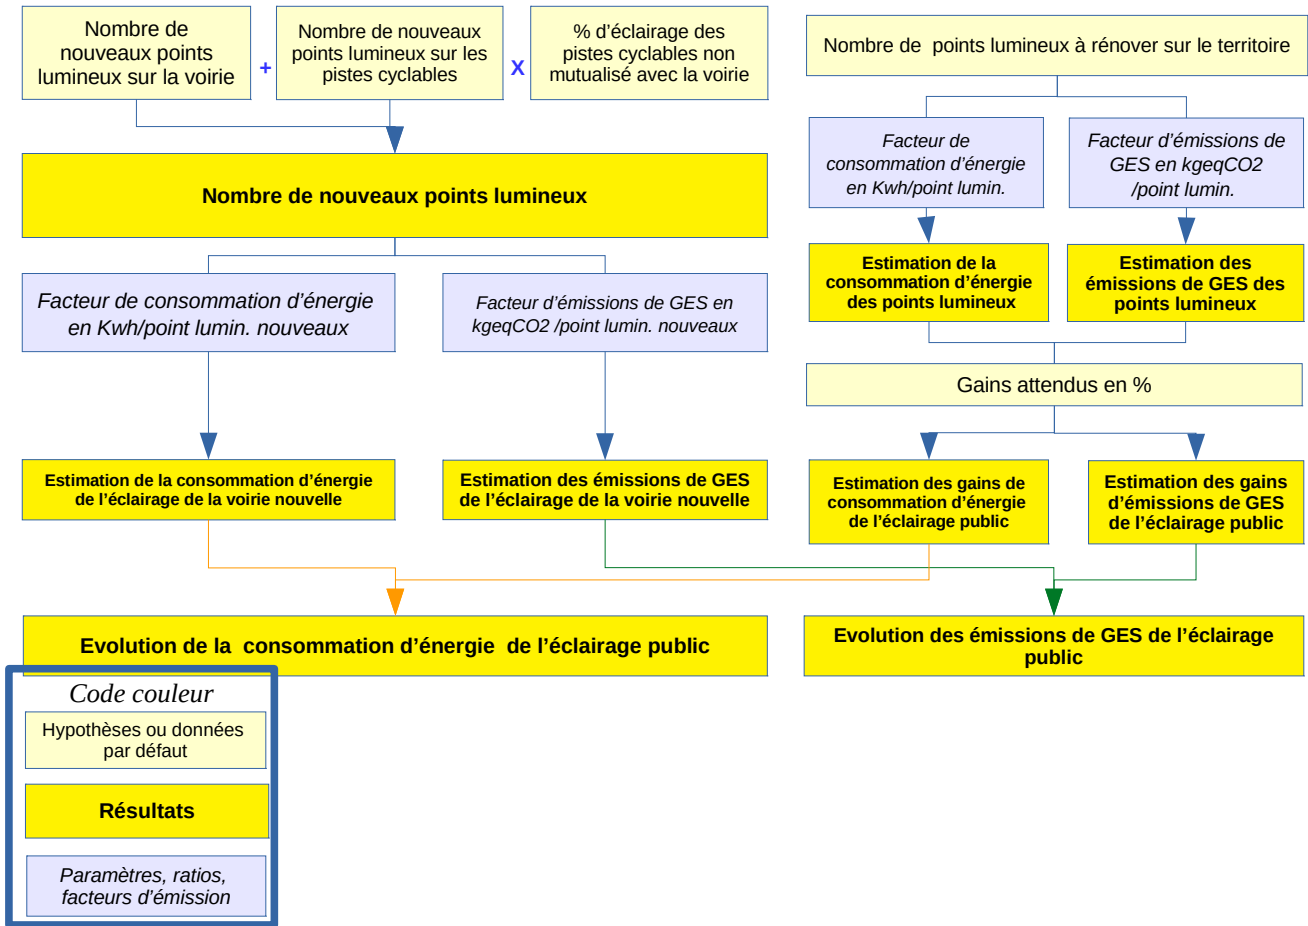 Nombre de
nouveaux points
lumineux sur la voirie
+
Nombre de nouveaux
points lumineux sur les
pistes cyclables
X
% d'éclairage des
pistes cyclables non
mutualisé avec la voirie
Nombre de points lumineux à rénover sur le territoire
Facteur de
consommation d'énergie
en Kwh/point lumin.
Facteur d'émissions de
GES en kgeqCO2
/point lumin.
Nombre de nouveaux points lumineux
Estimation de la
consommation d'énergie
des points lumineux
Estimation des
émissions de GES des
points lumineux
Facteur de consommation d'énergie
en Kwh/point lumin. nouveaux
Facteur d'émissions de GES en
kgeqCO2 /point lumin. nouveaux
Gains attendus en %
Estimation de la consommation d'énergie
de l'éclairage de la voirie nouvelle
Estimation des émissions de GES
de l'éclairage de la voirie nouvelle
Estimation des gains de
consommation d'énergie
de l'éclairage public
Estimation des gains
d'émissions de GES
de l'éclairage public
Evolution de la consommation d'énergie de l'éclairage public
Evolution des émissions de GES de l'éclairage
public
Code couleur
Hypothèses ou données
par défaut
Résultats
Paramètres, ratios,
facteurs d'émission